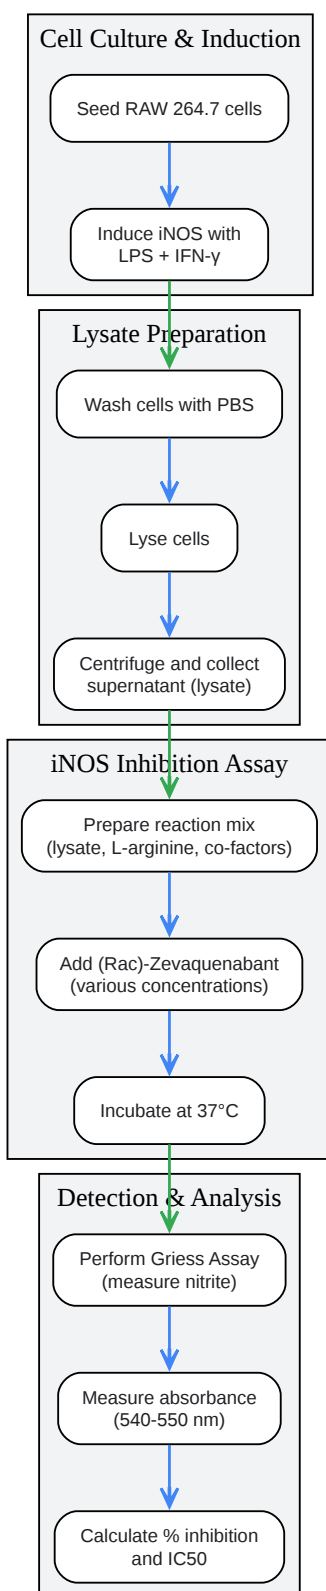 Cell Culture & Induction
Seed RAW 264.7 cells
Induce iNOS with
LPS + IFN-γ
Lysate Preparation
Wash cells with PBS
Lyse cells
Centrifuge and collect
supernatant (lysate)
iNOS Inhibition Assay
Prepare reaction mix
(lysate, L-arginine, co-factors)
Add (Rac)-Zevaquenabant
(various concentrations)
Incubate at 37°C
Detection & Analysis
Perform Griess Assay
(measure nitrite)
Measure absorbance
(540-550 nm)
Calculate % inhibition
and IC50